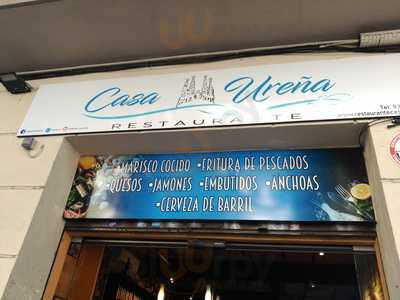 Casa Ureña
RESTAURANTE
•MARISCO COCIDO •FRITURA DE PESCADOS
•QUESOS •JAMONES •EMBUTIDOS •ANCHOAS
•CERVEZA DE BARRIL